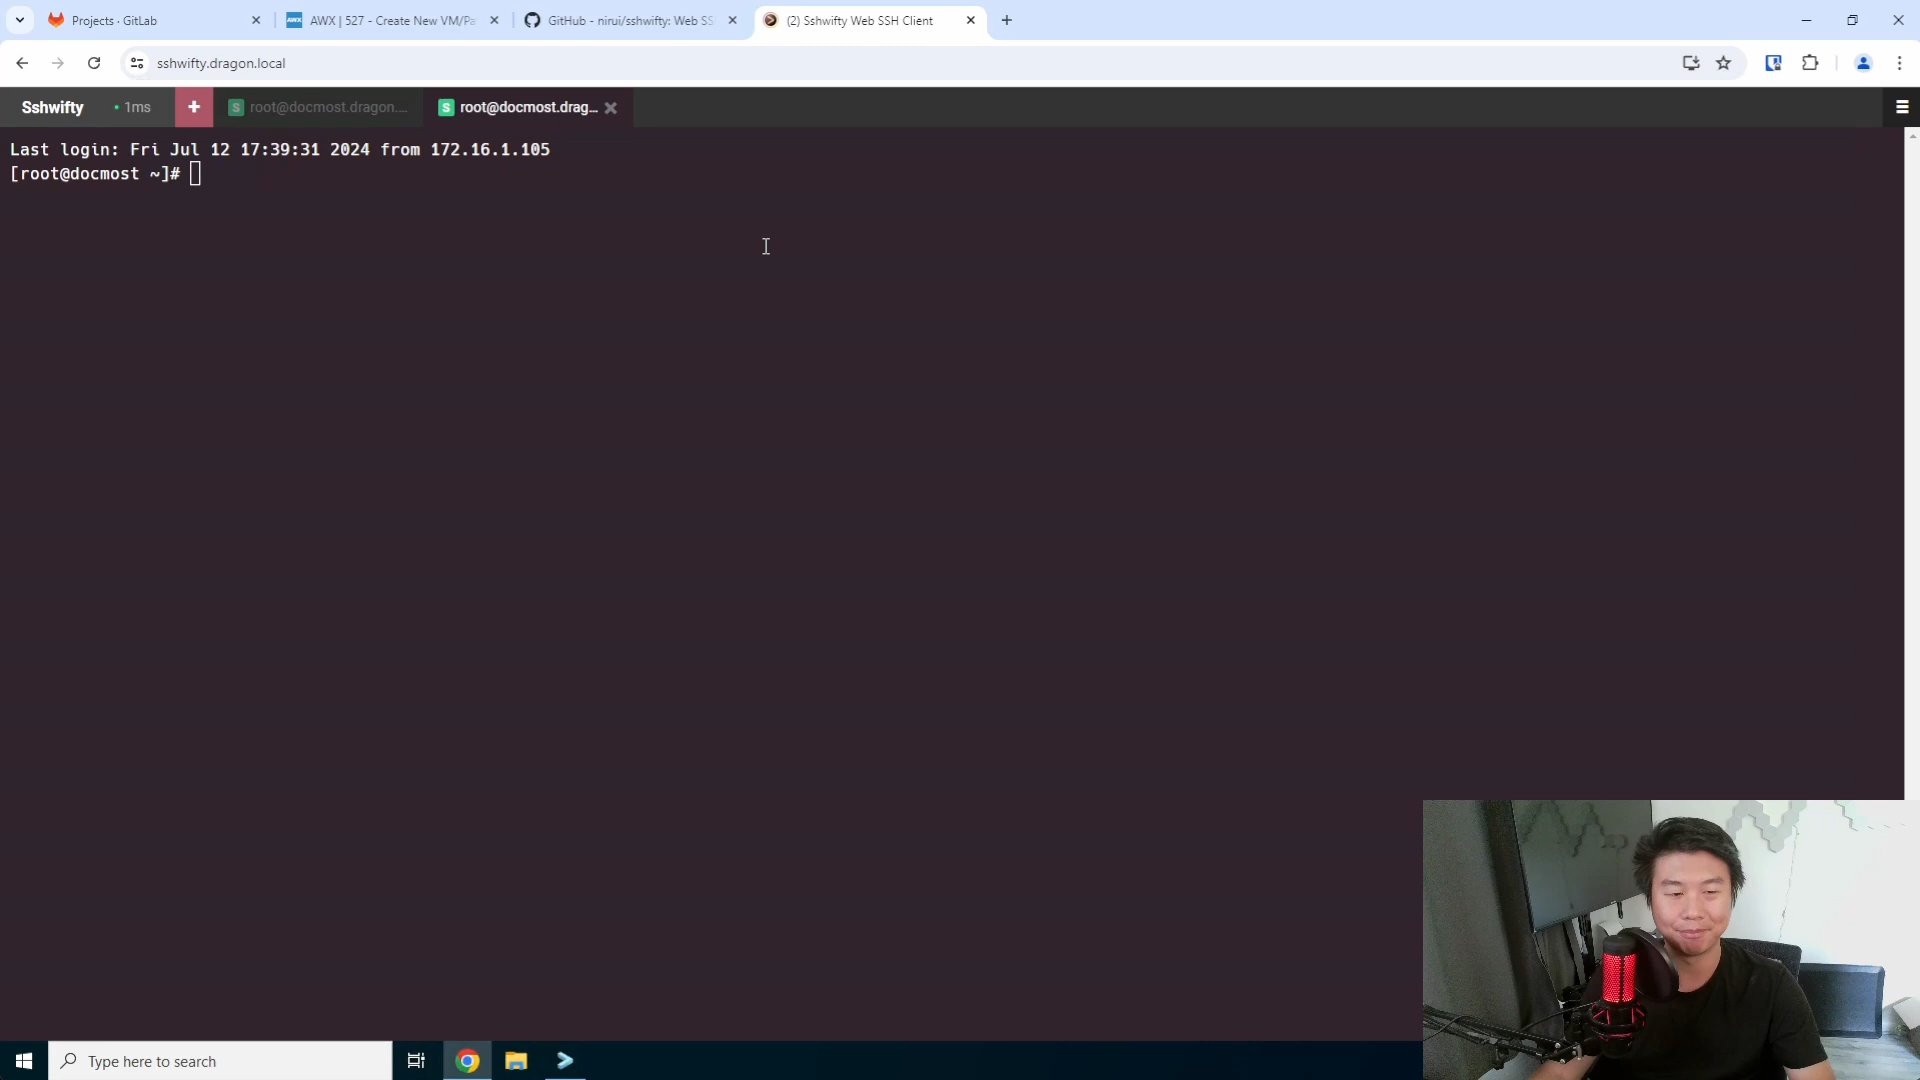 Projects · GitLab
AWX | 527 - Create New VM/Pa
GitHub - nirui/sshwifty: Web SS
(2) Sshwifty Web SSH Client
sshwifty.dragon.local
Sshwifty
1ms
+
S root@docmost.dragon....
S root@docmost.drag...
Last login: Fri Jul 12 17:39:31 2024 from 172.16.1.105
[root@docmost ~]#
Type here to search